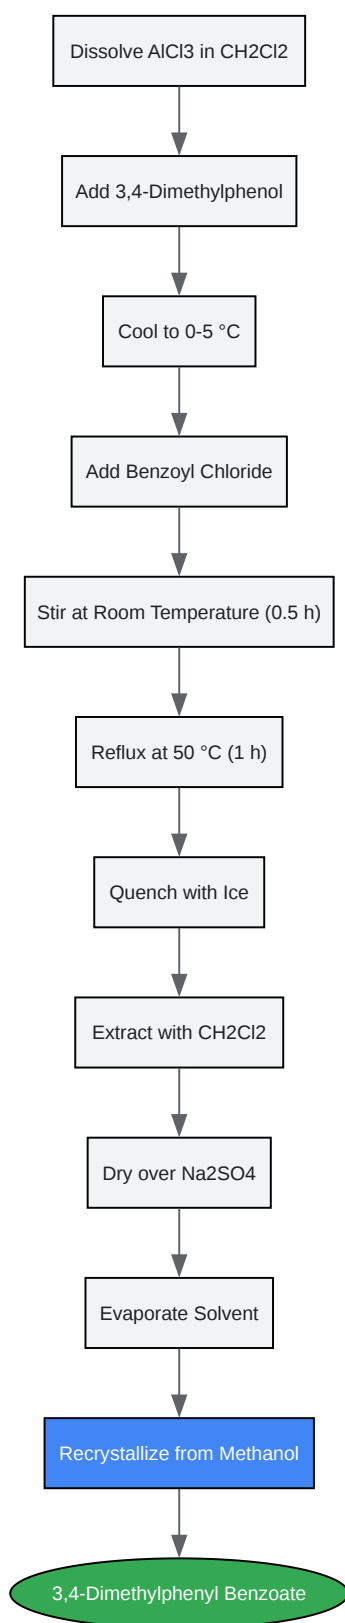 Dissolve AlCl3 in CH2Cl2
Add 3,4-Dimethylphenol
Cool to 0-5 °C
Add Benzoyl Chloride
Stir at Room Temperature (0.5 h)
Reflux at 50 °C (1 h)
Quench with Ice
Extract with CH2Cl2
Dry over Na2SO4
Evaporate Solvent
Recrystallize from Methanol
3,4-Dimethylphenyl Benzoate